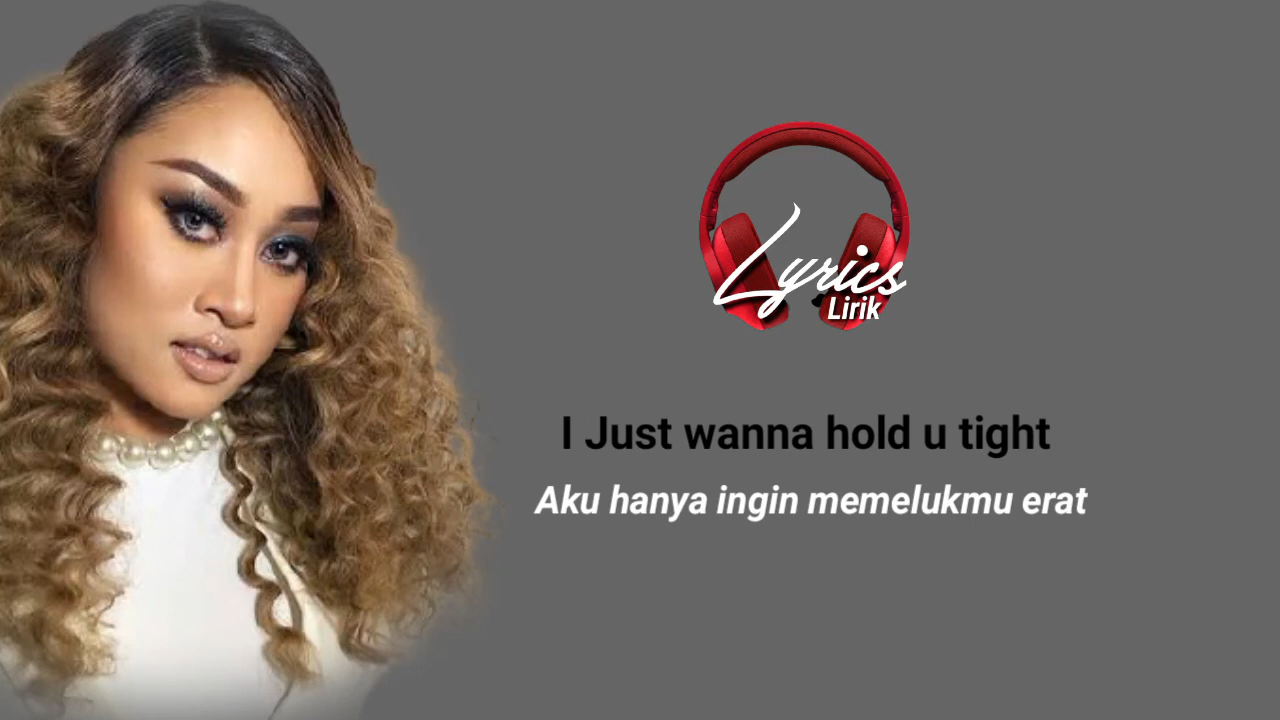 Lyrics
Lirik
I Just wanna hold u tight
Aku hanya ingin memelukmu erat